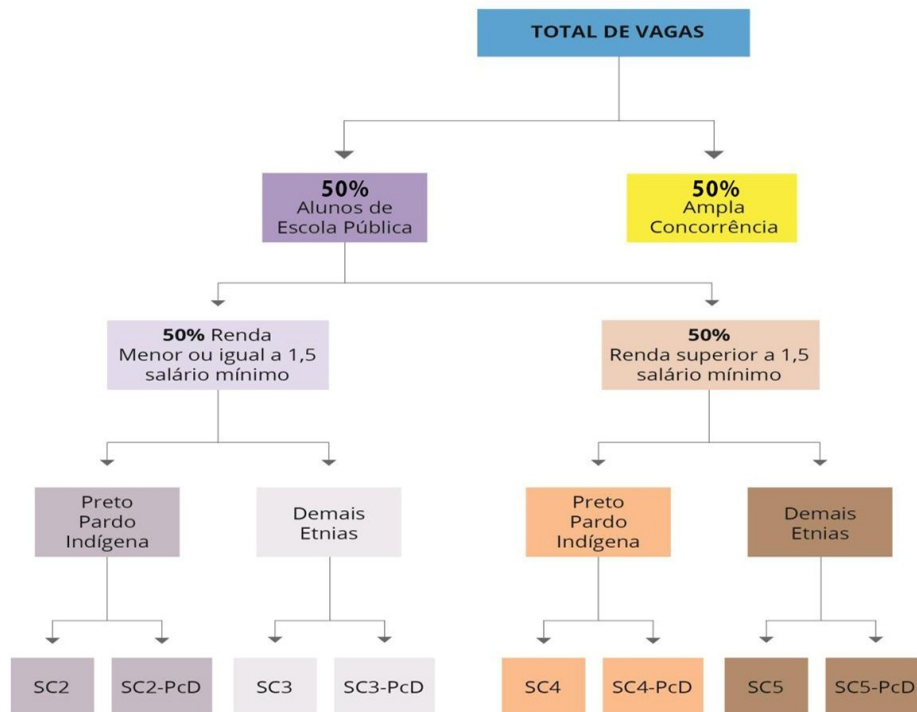 TOTAL DE VAGAS
50%
Alunos de
Escola Pública
50%
Ampla
Concorrência
50% Renda
Menor ou igual a 1,5
salário mínimo
50%
Renda superior a 1,5
salário mínimo
Preto
Pardo
Indígena
Demais
Etnias
Preto
Pardo
Indígena
Demais
Etnias
SC2
SC2-PcD
SC3
SC3-PcD
SC4
SC4-PcD
SC5
SC5-PcD